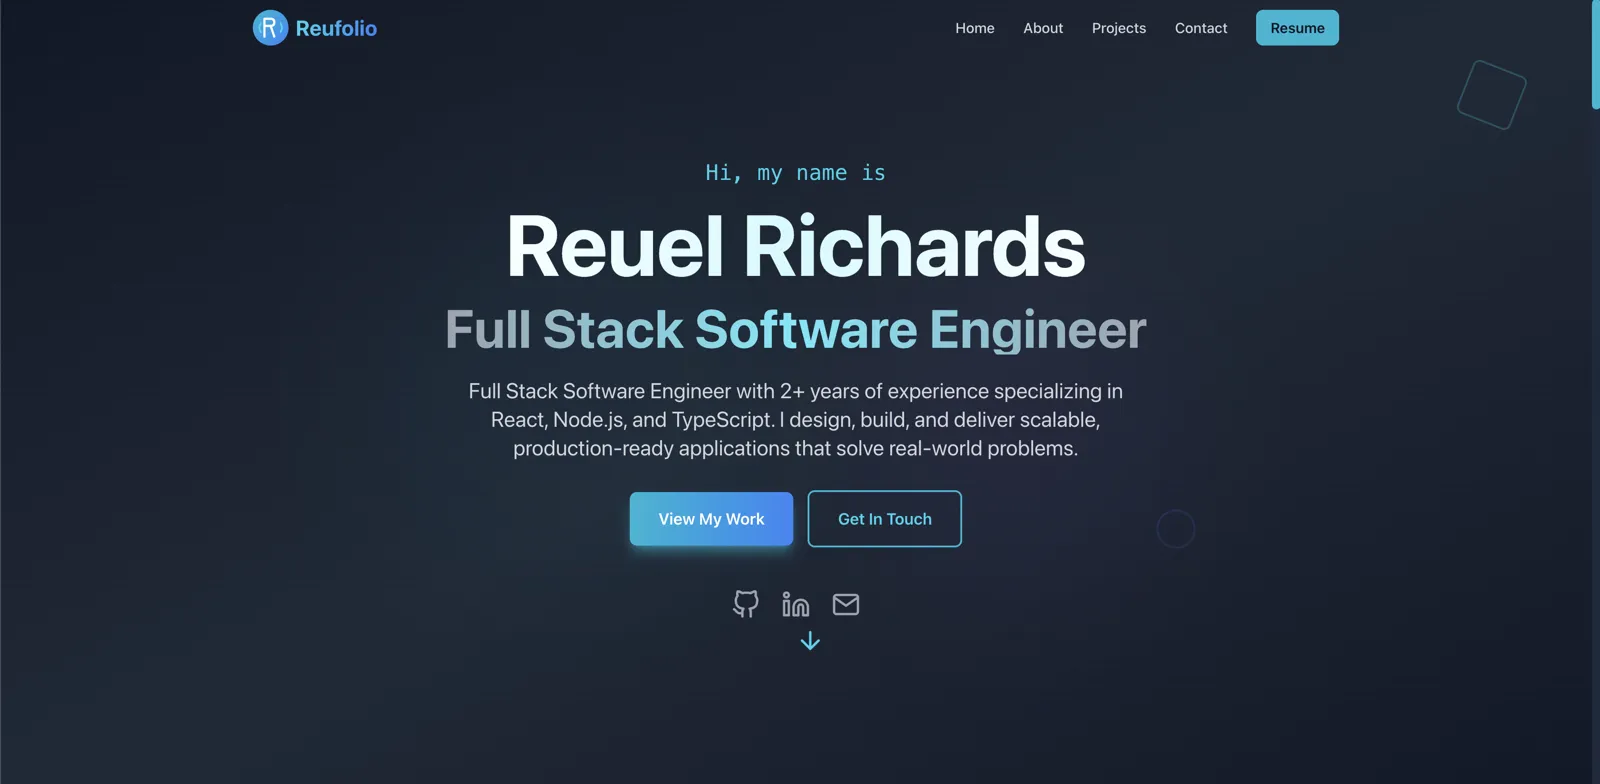 Reufolio
Home
About
Projects
Contact
Resume
Hi, my name is
Reuel Richards
Full Stack Software Engineer
Full Stack Software Engineer with 2+ years of experience specializing in
React, Node.js, and TypeScript. I design, build, and deliver scalable,
production-ready applications that solve real-world problems.
View My Work
Get In Touch